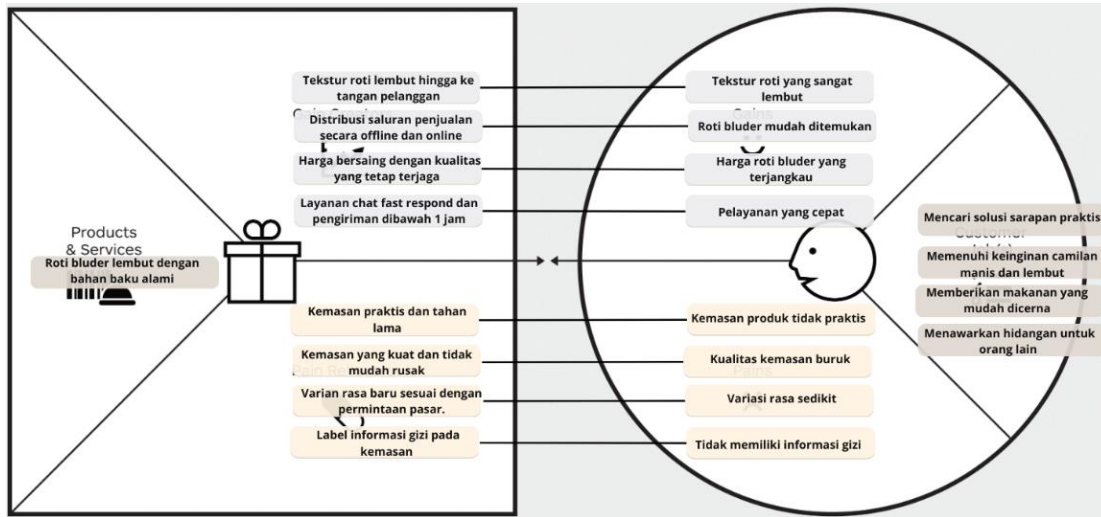 Tekstur roti lembut hingga ke
tangan pelanggan
Distribusi saluran penjualan
secara offline dan online
Harga bersaing dengan kualitas
yang tetap terjaga
Layanan chat fast respond dan
pengiriman dibawah 1 jam
Products
& Services
Roti bluder lembut dengan
bahan baku alami
Kemasan praktis dan tahan
lama
Kemasan yang kuat dan tidak
mudah rusak
Varian rasa baru sesuai dengan
permintaan pasar.
Label informasi gizi pada
kemasan
Tekstur roti yang sangat
lembut
Gains
Roti bluder mudah ditemukan
Harga roti bluder yang
terjangkau
Pelayanan yang cepat
Kemasan produk tidak praktis
Kualitas kemasan buruk
Pains
Variasi rasa sedikit
Tidak memiliki informasi gizi
Mencari solusi sarapan praktis
Customer
Memenuhi keinginan camilan
manis dan lembut
Memberikan makanan yang
mudah dicerna
Menawarkan hidangan untuk
orang lain